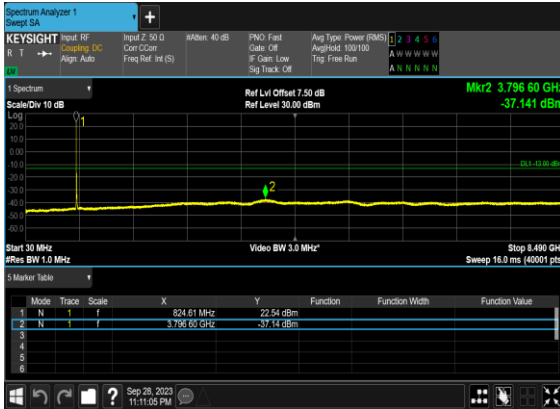 Spectrum Analyzer 1
Swept SA
+
KEYSIGHT Input: RF Input Z: 50 Ω #Atten: 40 dB PNO: Fast Avg Type: Power (RMS) 1 2 3 4 5 6
R T Coupling: DC Corr CCorr Gate: Off Avg|Hold: 100/100 A W W W W W
Align: Auto Freq Ref: Int (S) IF Gain: Low Trig: Free Run
Sig Track: Off A N N N N N
1 Spectrum Ref Lvl Offset 7.50 dB Mkr2 3.796 60 GHz
Scale/Div 10 dB Ref Level 30.00 dBm -37.141 dBm
Log
20.0
10.0
0.00
-10.0
-20.0
-30.0
-40.0
-50.0
-60.0
1
DL1 -13.00 dBm
2
Start 30 MHz Video BW 3.0 MHz* Stop 8.490 GH
#Res BW 1.0 MHz Sweep 16.0 ms (40001 pts
5 Marker Table
Mode Trace Scale X Y Function Function Width Function Value
1 N 1 f 824.61 MHz 22.54 dBm
2 N 1 f 3.796 60 GHz -37.14 dBm
3
4
5
6
? Sep 28, 2023
11:11:05 PM